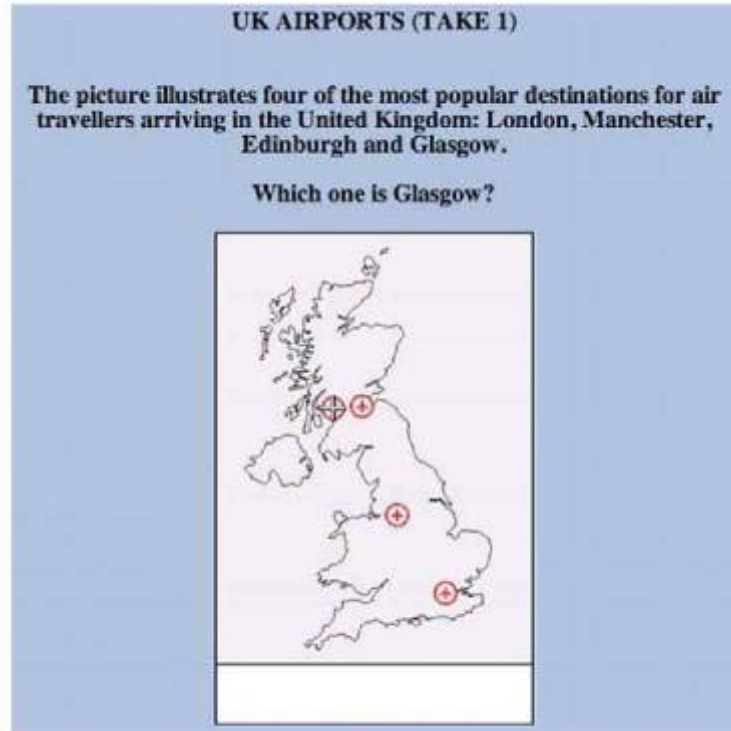 UK AIRPORTS (TAKE 1)
The picture illustrates four of the most popular destinations for air
travellers arriving in the United Kingdom: London, Manchester,
Edinburgh and Glasgow.
Which one is Glasgow?